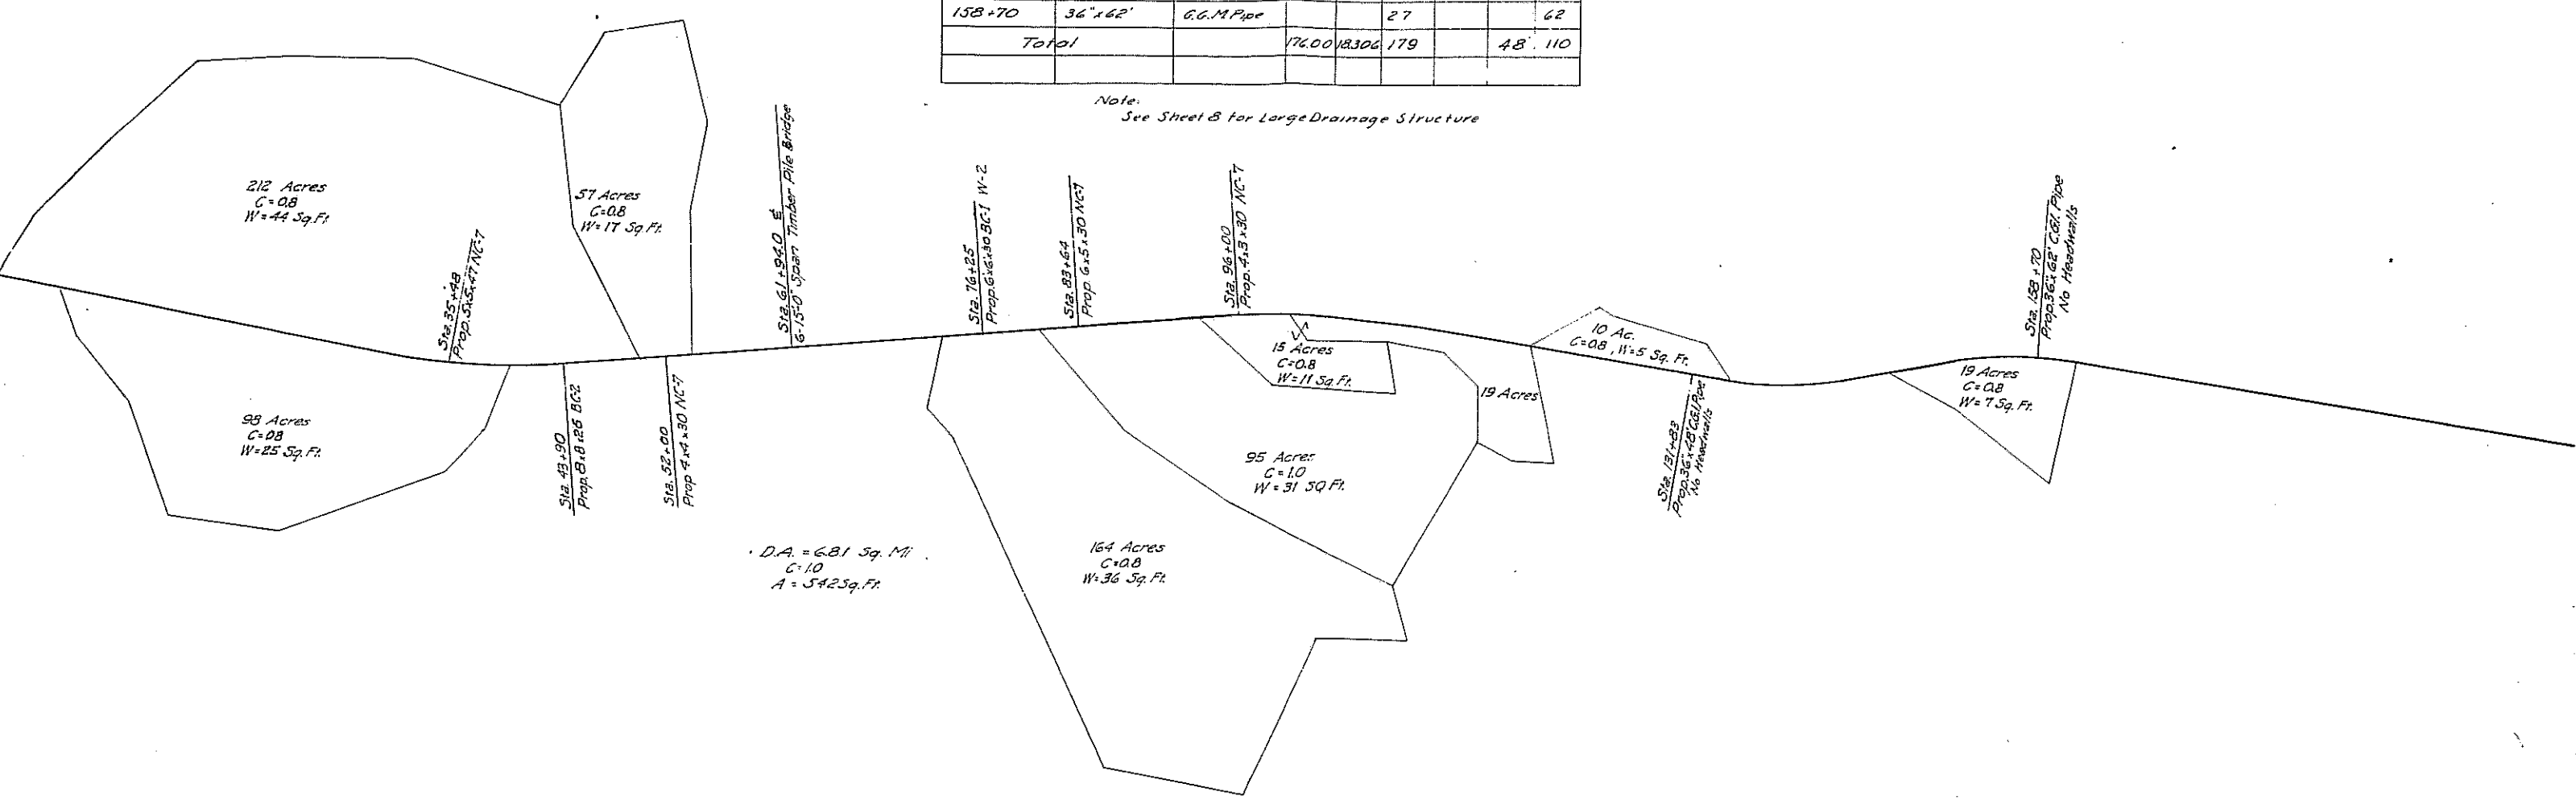 158+70 36"x62' C.G.M.Pipe 27 62
Total 176.00 18306 179 48 110
Note:
See Sheet 8 for Large Drainage Structure
212 Acres
C=0.8
W=44 Sq.Ft.
57 Acres
C=0.8
W=17 Sq.Ft.
Sta. 35+48
Prop. 5x5x47 NC-7
Sta. 61+94.0 ₵
6-15'-0" Span Timber Pile Bridge
Sta. 76+25
Prop. 6x6x30 BC-1 W-2
Sta. 83+64
Prop. 6x5x30 NC-7
Sta. 96+00
Prop. 4x3x30 NC-7
Sta. 158+70
Prop. 36"x62' C.G.I. Pipe
No Headwalls
98 Acres
C=0.8
W=25 Sq.Ft.
Sta. 43+90
Prop. 8x8x26 BC-2
Sta. 52+00
Prop 4x4x30 NC-7
15 Acres
C=0.8
W=11 Sq.Ft.
19 Acres
10 Ac.
C=0.8, W=5 Sq. Ft.
Sta. 131+83
Prop. 36"x48' C.G.I. Pipe
No Headwalls
19 Acres
C=0.8
W=7 Sq. Ft.
95 Acres
C=1.0
W=31 SQ Ft.
164 Acres
C=0.8
W=36 Sq. Ft.
D.A. = 6.81 Sq. Mi
C=1.0
A = 542 Sq. Ft.